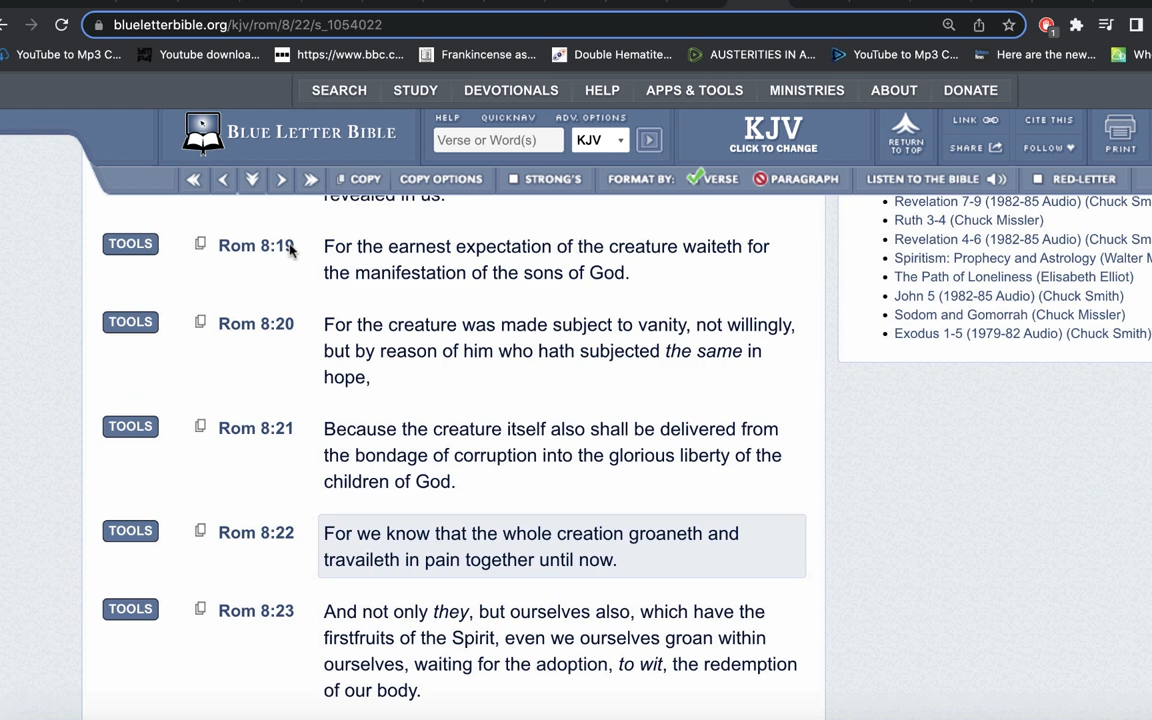 blueletterbible.org/kjv/rom/8/22/s_1054022
1
YouTube to Mp3 C...
Youtube downloa...
https://www.bbc.c...
Frankincense as...
Double Hematite...
AUSTERITIES IN A...
YouTube to Mp3 C...
Here are the new...
SEARCH STUDY DEVOTIONALS HELP APPS & TOOLS MINISTRIES ABOUT DONATE
BLUE LETTER BIBLE
HELP QUICKNAV ADV. OPTIONS
Verse or Word(s)
KJV
KJV
CLICK TO CHANGE
RETURN
TO TOP
LINK
CITE THIS
SHARE
FOLLOW
PRINT
COPY COPY OPTIONS STRONG'S FORMAT BY: VERSE PARAGRAPH LISTEN TO THE BIBLE RED-LETTER
revealed in us.
TOOLS
Rom 8:19
For the earnest expectation of the creature waiteth for
the manifestation of the sons of God.
TOOLS
Rom 8:20
For the creature was made subject to vanity, not willingly,
but by reason of him who hath subjected the same in
hope,
TOOLS
Rom 8:21
Because the creature itself also shall be delivered from
the bondage of corruption into the glorious liberty of the
children of God.
TOOLS
Rom 8:22
For we know that the whole creation groaneth and
travaileth in pain together until now.
TOOLS
Rom 8:23
And not only they, but ourselves also, which have the
firstfruits of the Spirit, even we ourselves groan within
ourselves, waiting for the adoption, to wit, the redemption
of our body.
Revelation 7-9 (1982-85 Audio) (Chuck Sm
Ruth 3-4 (Chuck Missler)
Revelation 4-6 (1982-85 Audio) (Chuck Sm
Spiritism: Prophecy and Astrology (Walter
The Path of Loneliness (Elisabeth Elliot)
John 5 (1982-85 Audio) (Chuck Smith)
Sodom and Gomorrah (Chuck Missler)
Exodus 1-5 (1979-82 Audio) (Chuck Smith)